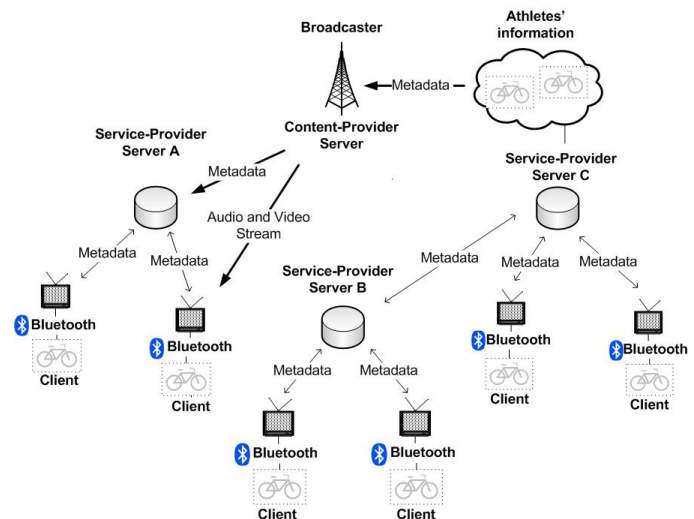 Broadcaster
Athletes'
information
Metadata
Content-Provider
Server
Service-Provider
Server A
Metadata
Service-Provider
Server C
Audio and Video
Stream
Metadata
Metadata
Metadata
Metadata
Metadata
Service-Provider
Server B
Bluetooth
Client
Bluetooth
Client
Bluetooth
Client
Bluetooth
Client
Metadata
Metadata
Bluetooth
Client
Bluetooth
Client